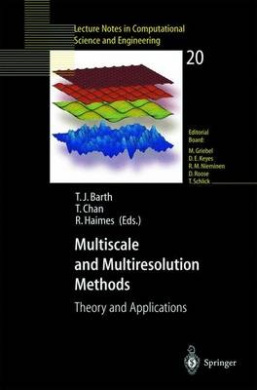 Lecture Notes in Computational
Science and Engineering
20
Editorial
Board:
M. Griebel
D. E. Keyes
R. M. Nieminen
D. Roose
T. Schlick
T. J. Barth
T. Chan
R. Haimes (Eds.)
Multiscale
and Multiresolution
Methods
Theory and Applications
Springer